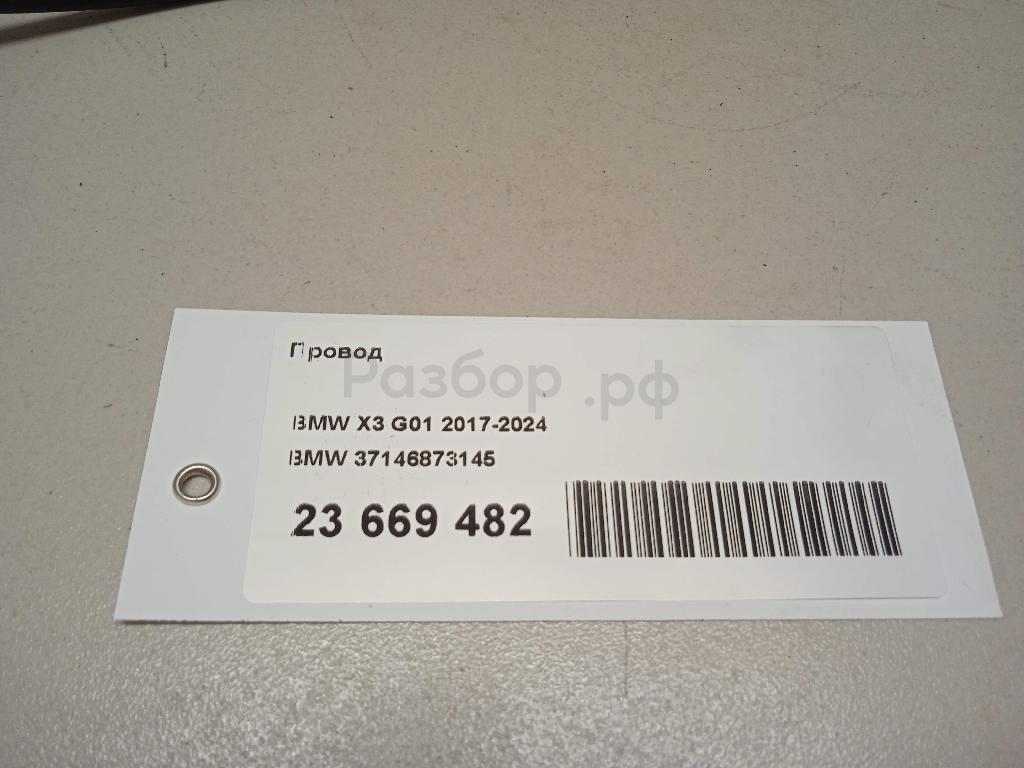 Провод
Разбор.рф
BMW X3 G01 2017-2024
BMW 37146873145
23 669 482